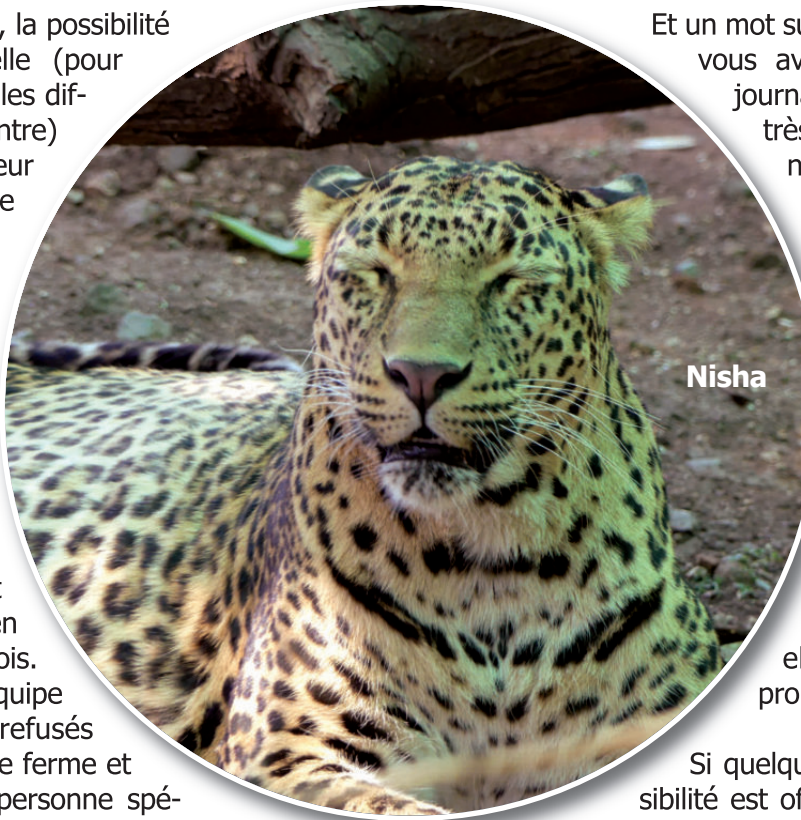 , la possibilité
elle (pour
les dif-
ntre)
eur
e
t
en
ois.
quipe
refusés
e ferme et
personne spé-
Nisha
Et un mot su
vous av
journa
très
n
el
pro
Si quelqu
sibilité est of